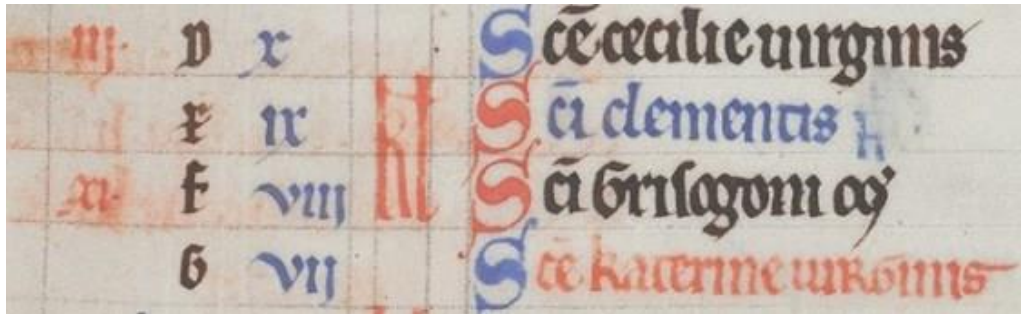 iij. D x Scē cecilie uirginis
e ix Sci̅ clementis
xi. f viij kl Sci̅ Grisogoni
G vij Scē katerine uirginis